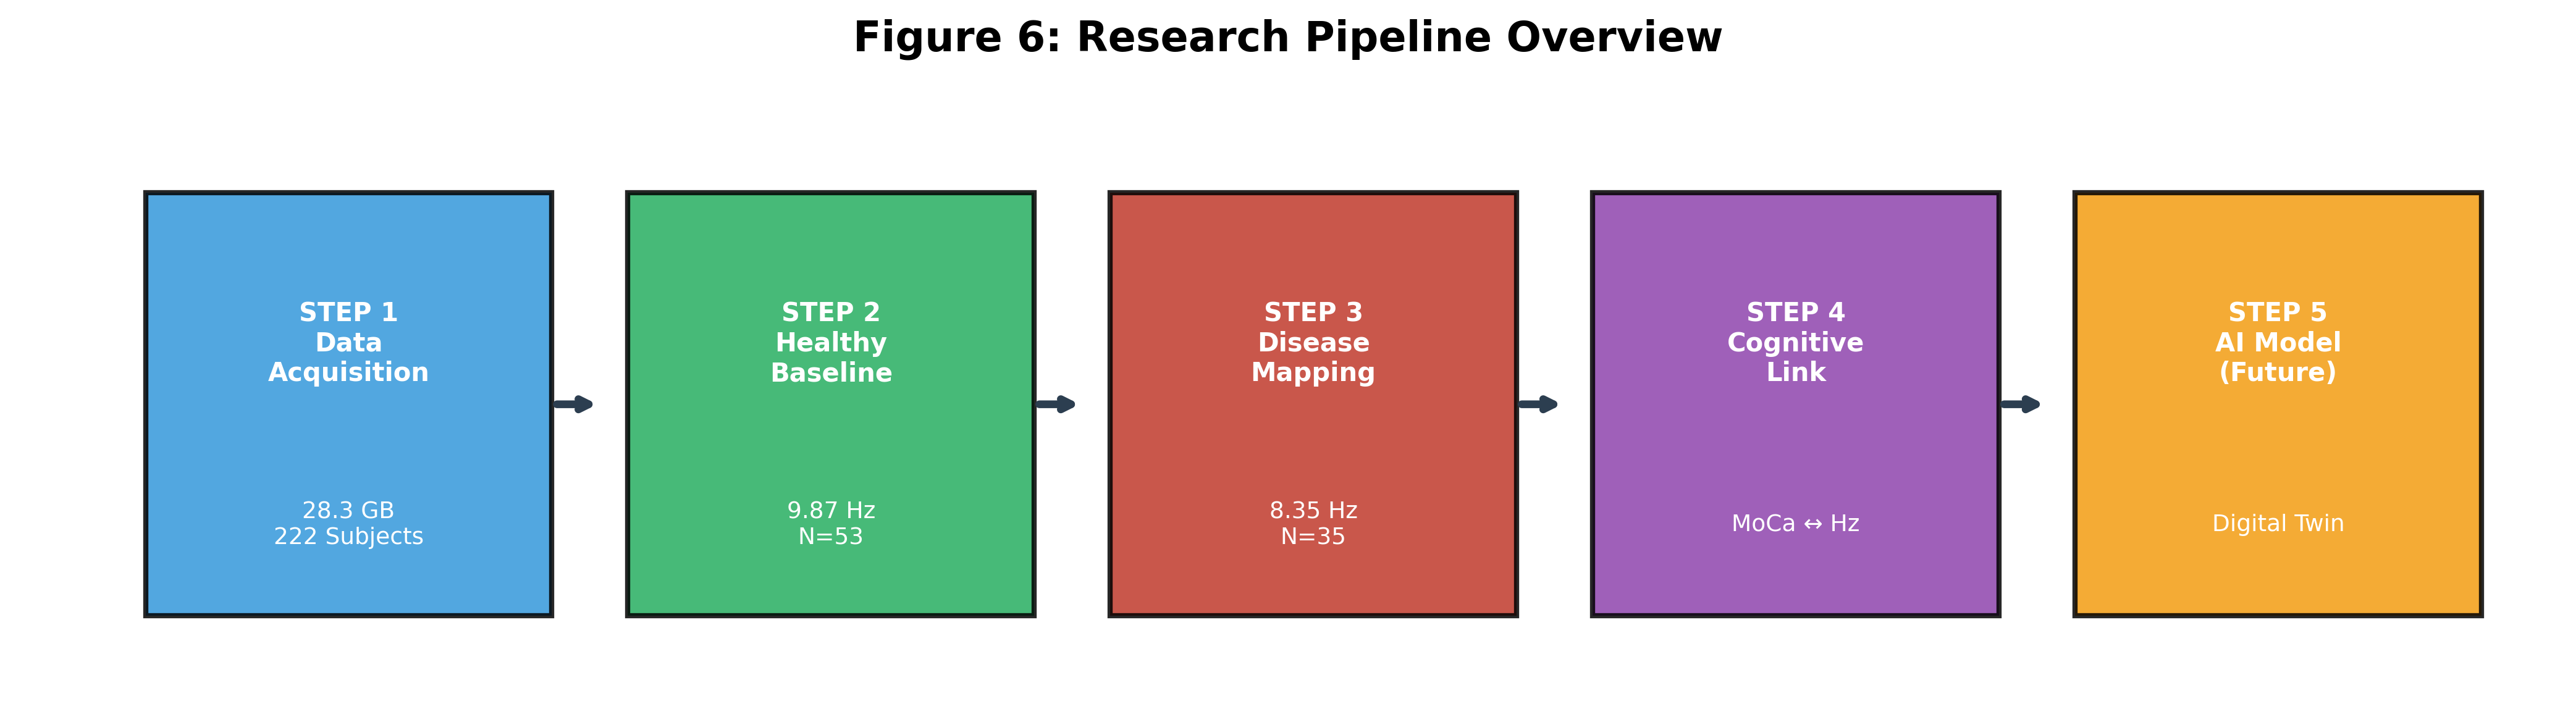 Figure 6: Research Pipeline Overview
STEP 1
Data
Acquisition
28.3 GB
222 Subjects
STEP 2
Healthy
Baseline
9.87 Hz
N=53
STEP 3
Disease
Mapping
8.35 Hz
N=35
STEP 4
Cognitive
Link
MoCa ↔ Hz
STEP 5
AI Model
(Future)
Digital Twin